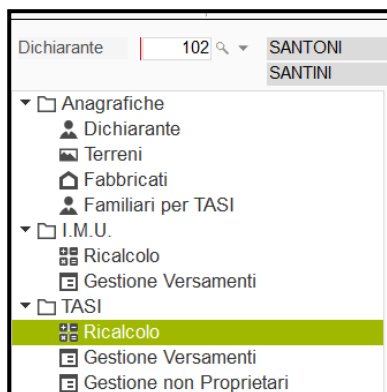 Dichiarante 102 SANTONI
SANTINI
Anagrafiche
Dichiarante
Terreni
Fabbricati
Familiari per TASI
I.M.U.
Ricalcolo
Gestione Versamenti
TASI
Ricalcolo
Gestione Versamenti
Gestione non Proprietari